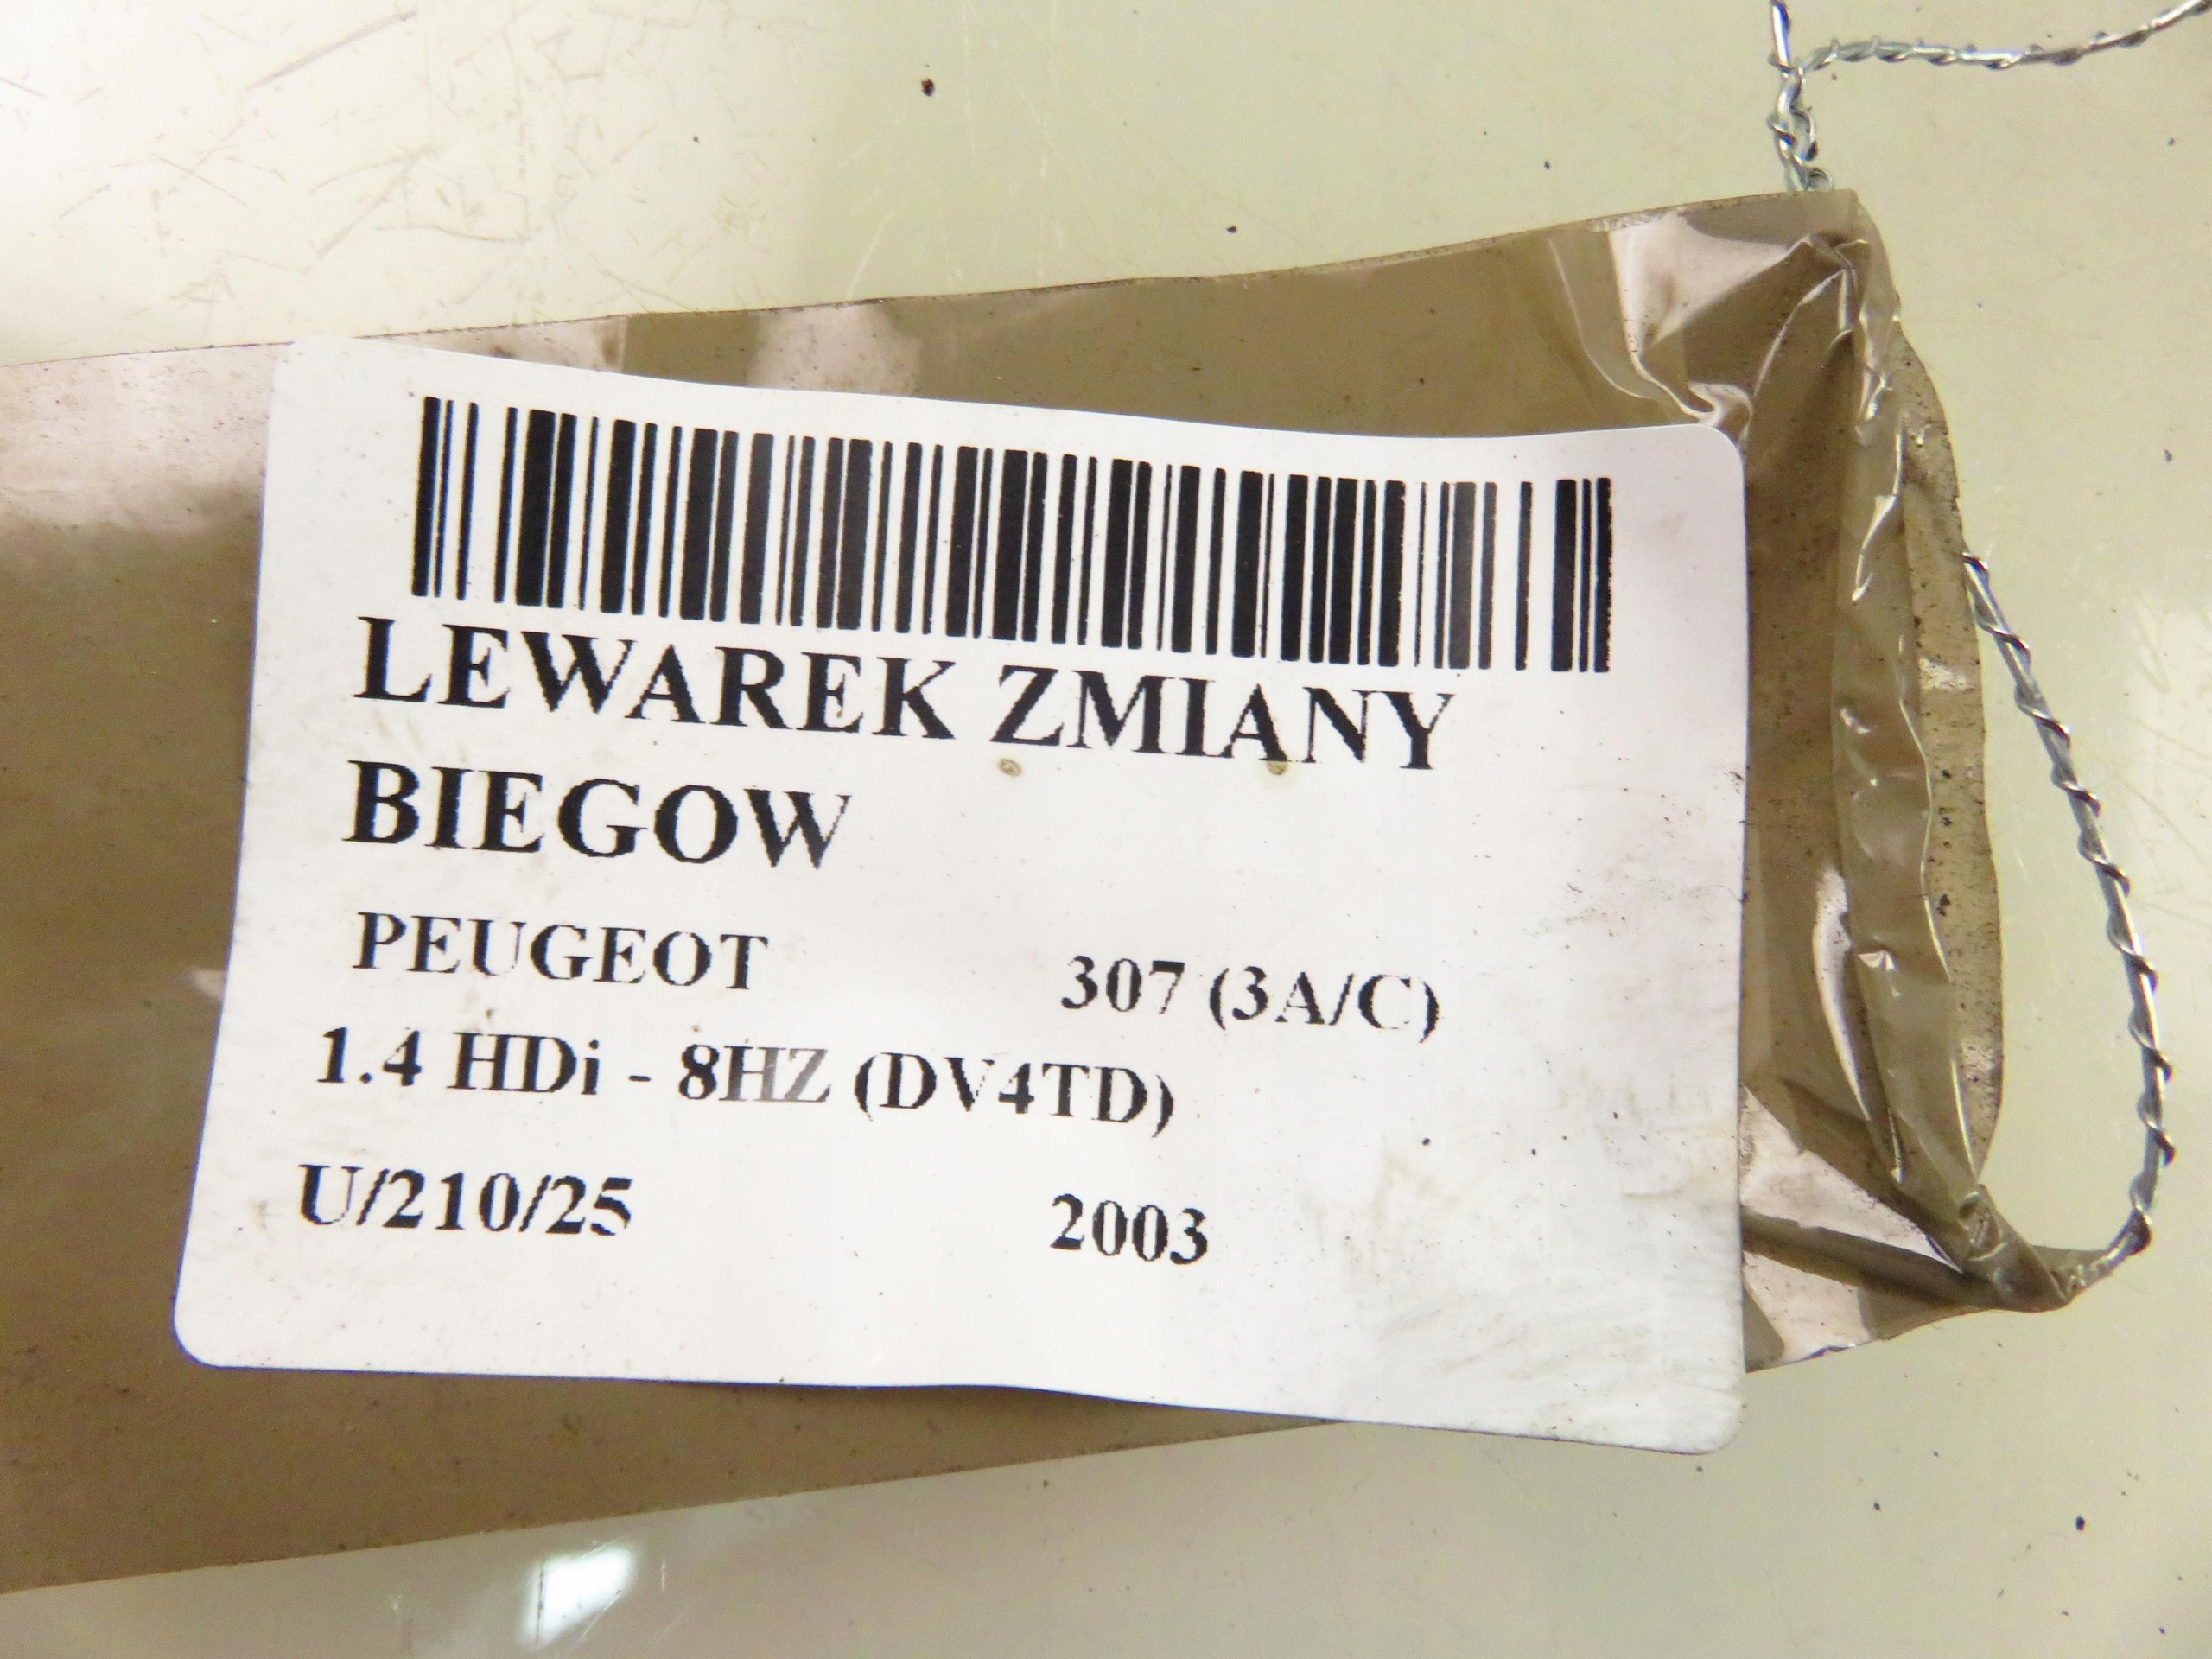 LEWAREK ZMIANY
BIEGOW
PEUGEOT 307 (3A/C)
1.4 HDi - 8HZ (DV4TD)
U/210/25 2003